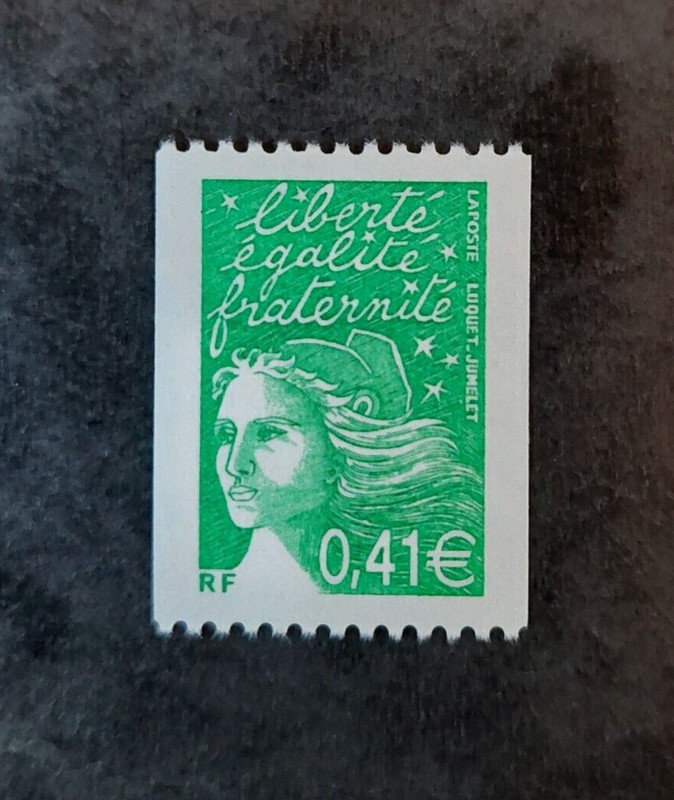 liberté
égalité
fraternité
LA POSTE LUQUET.JUMELET
RF
0,41€